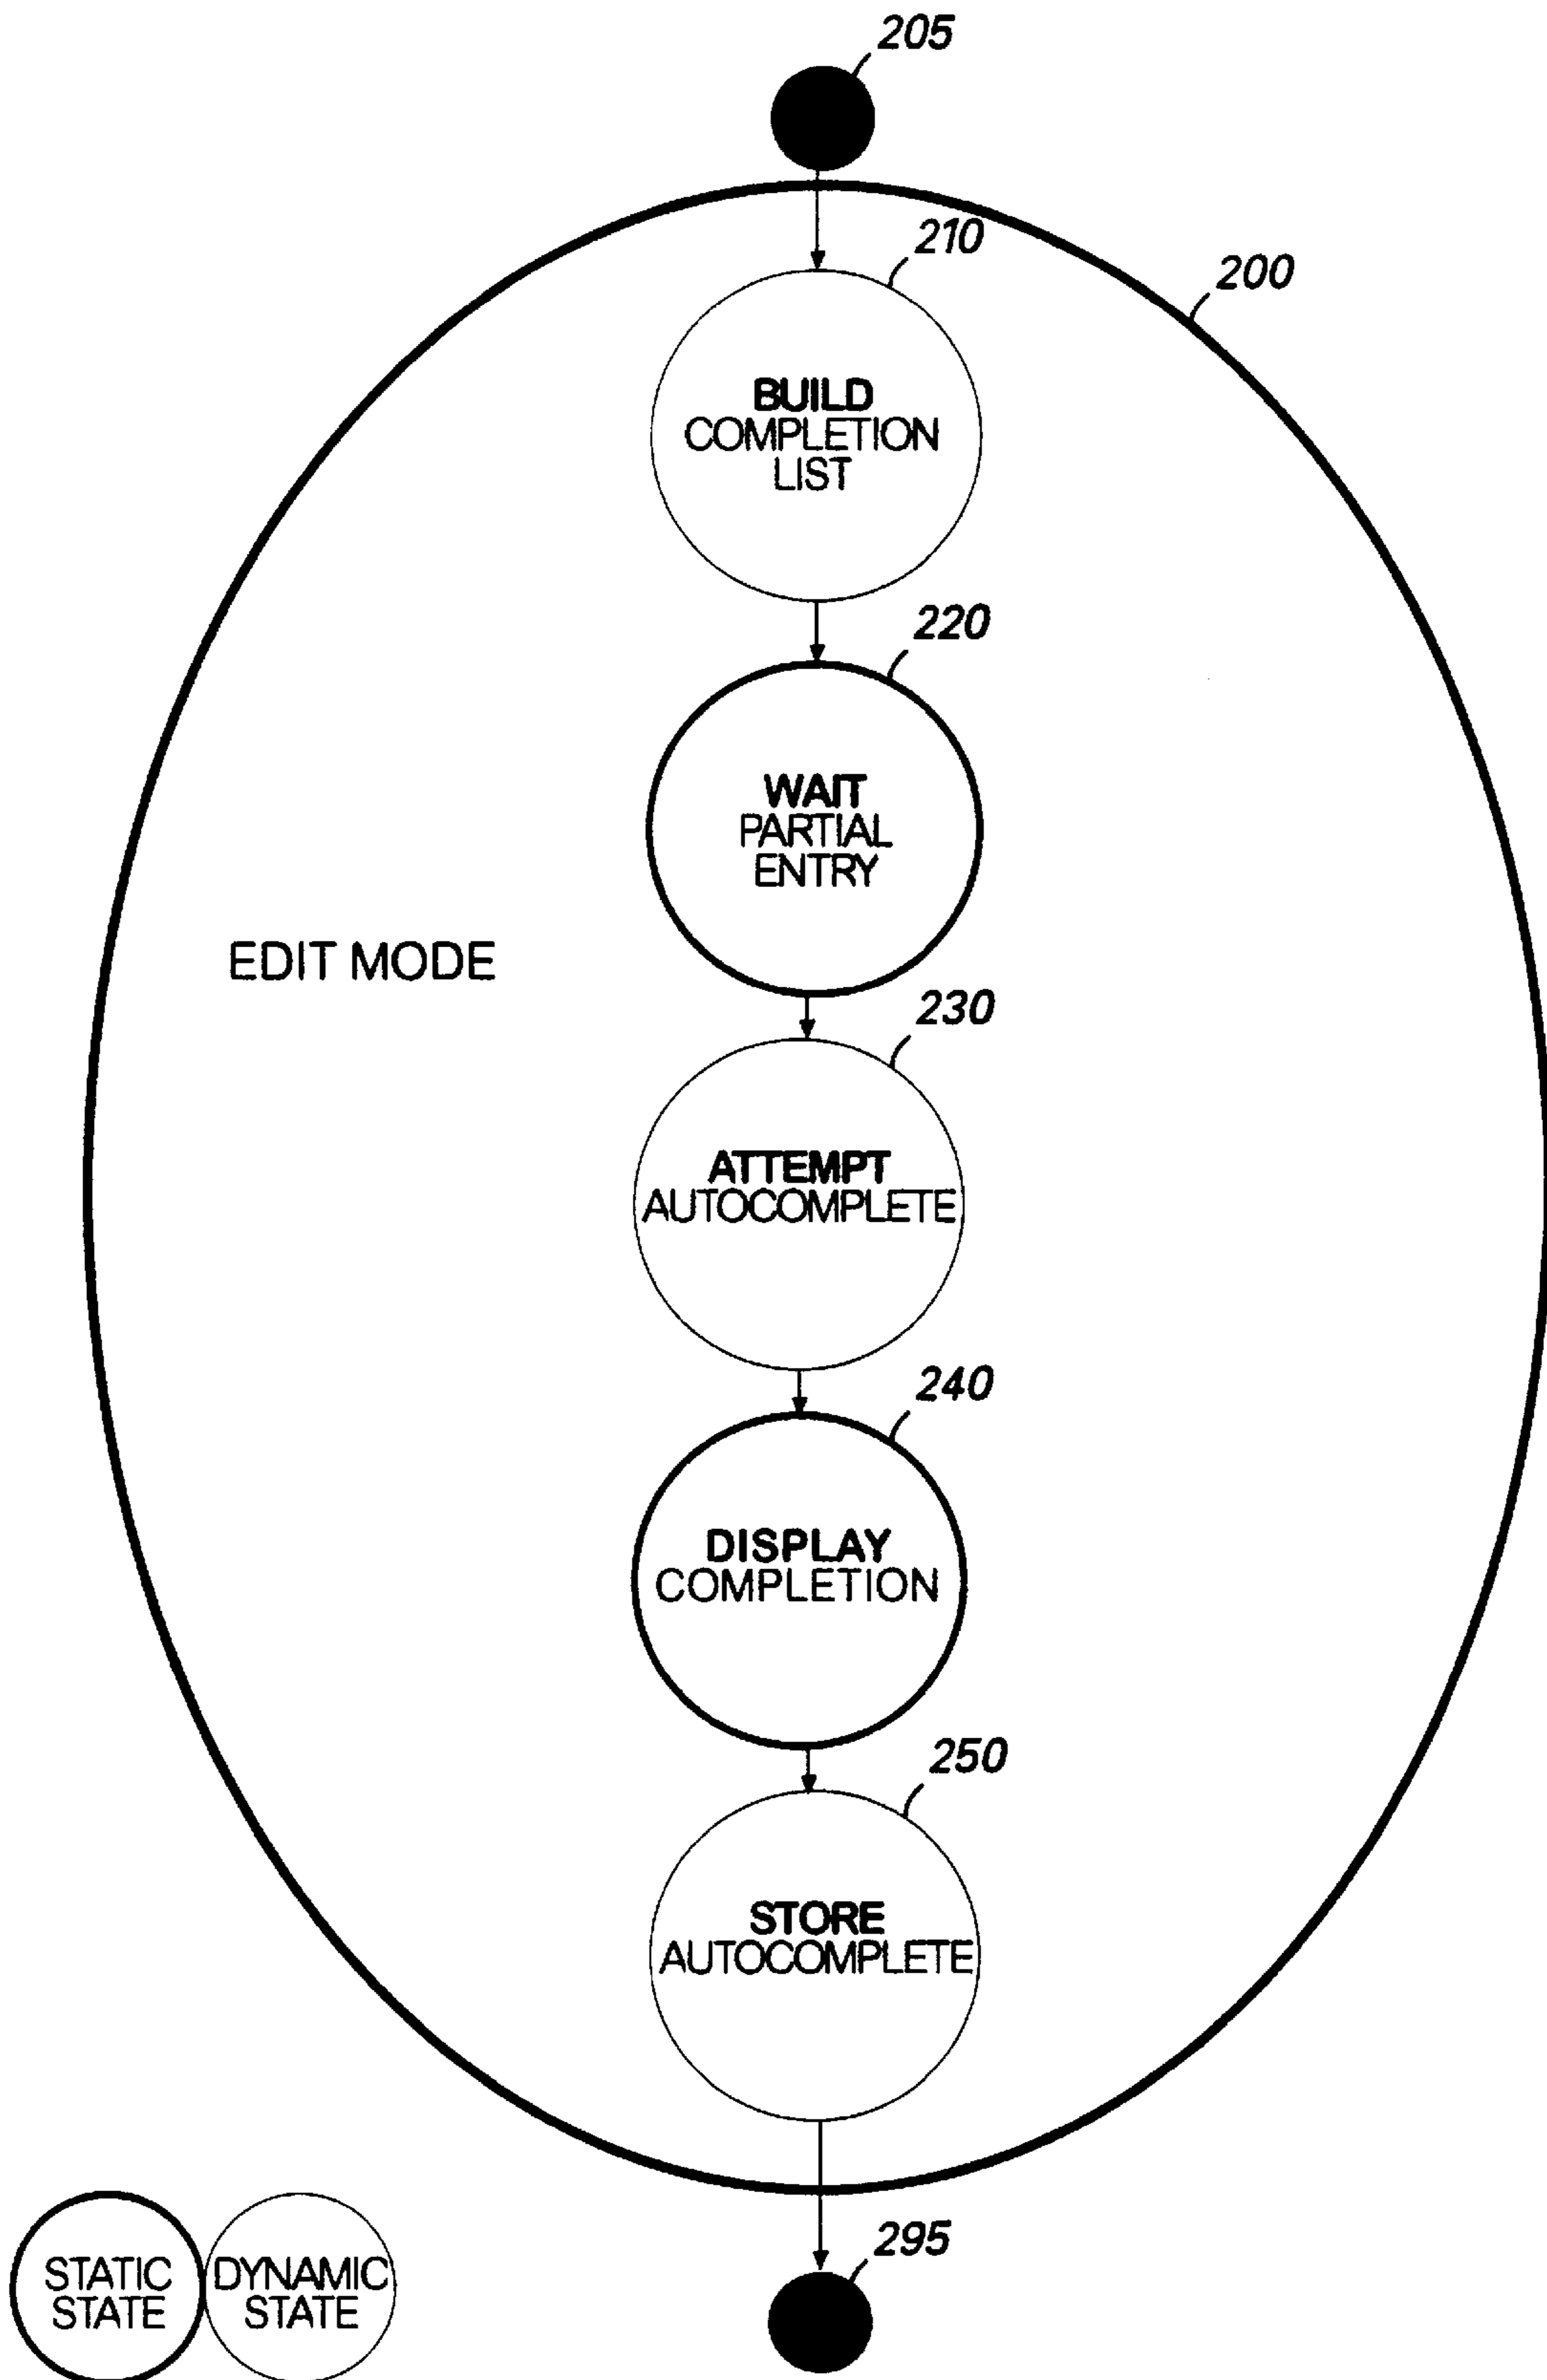 205
210
200
BUILD
COMPLETION
LIST
220
WAIT
PARTIAL
ENTRY
EDIT MODE
230
ATTEMPT
AUTOCOMPLETE
240
DISPLAY
COMPLETION
250
STORE
AUTOCOMPLETE
295
STATIC
STATE
DYNAMIC
STATE